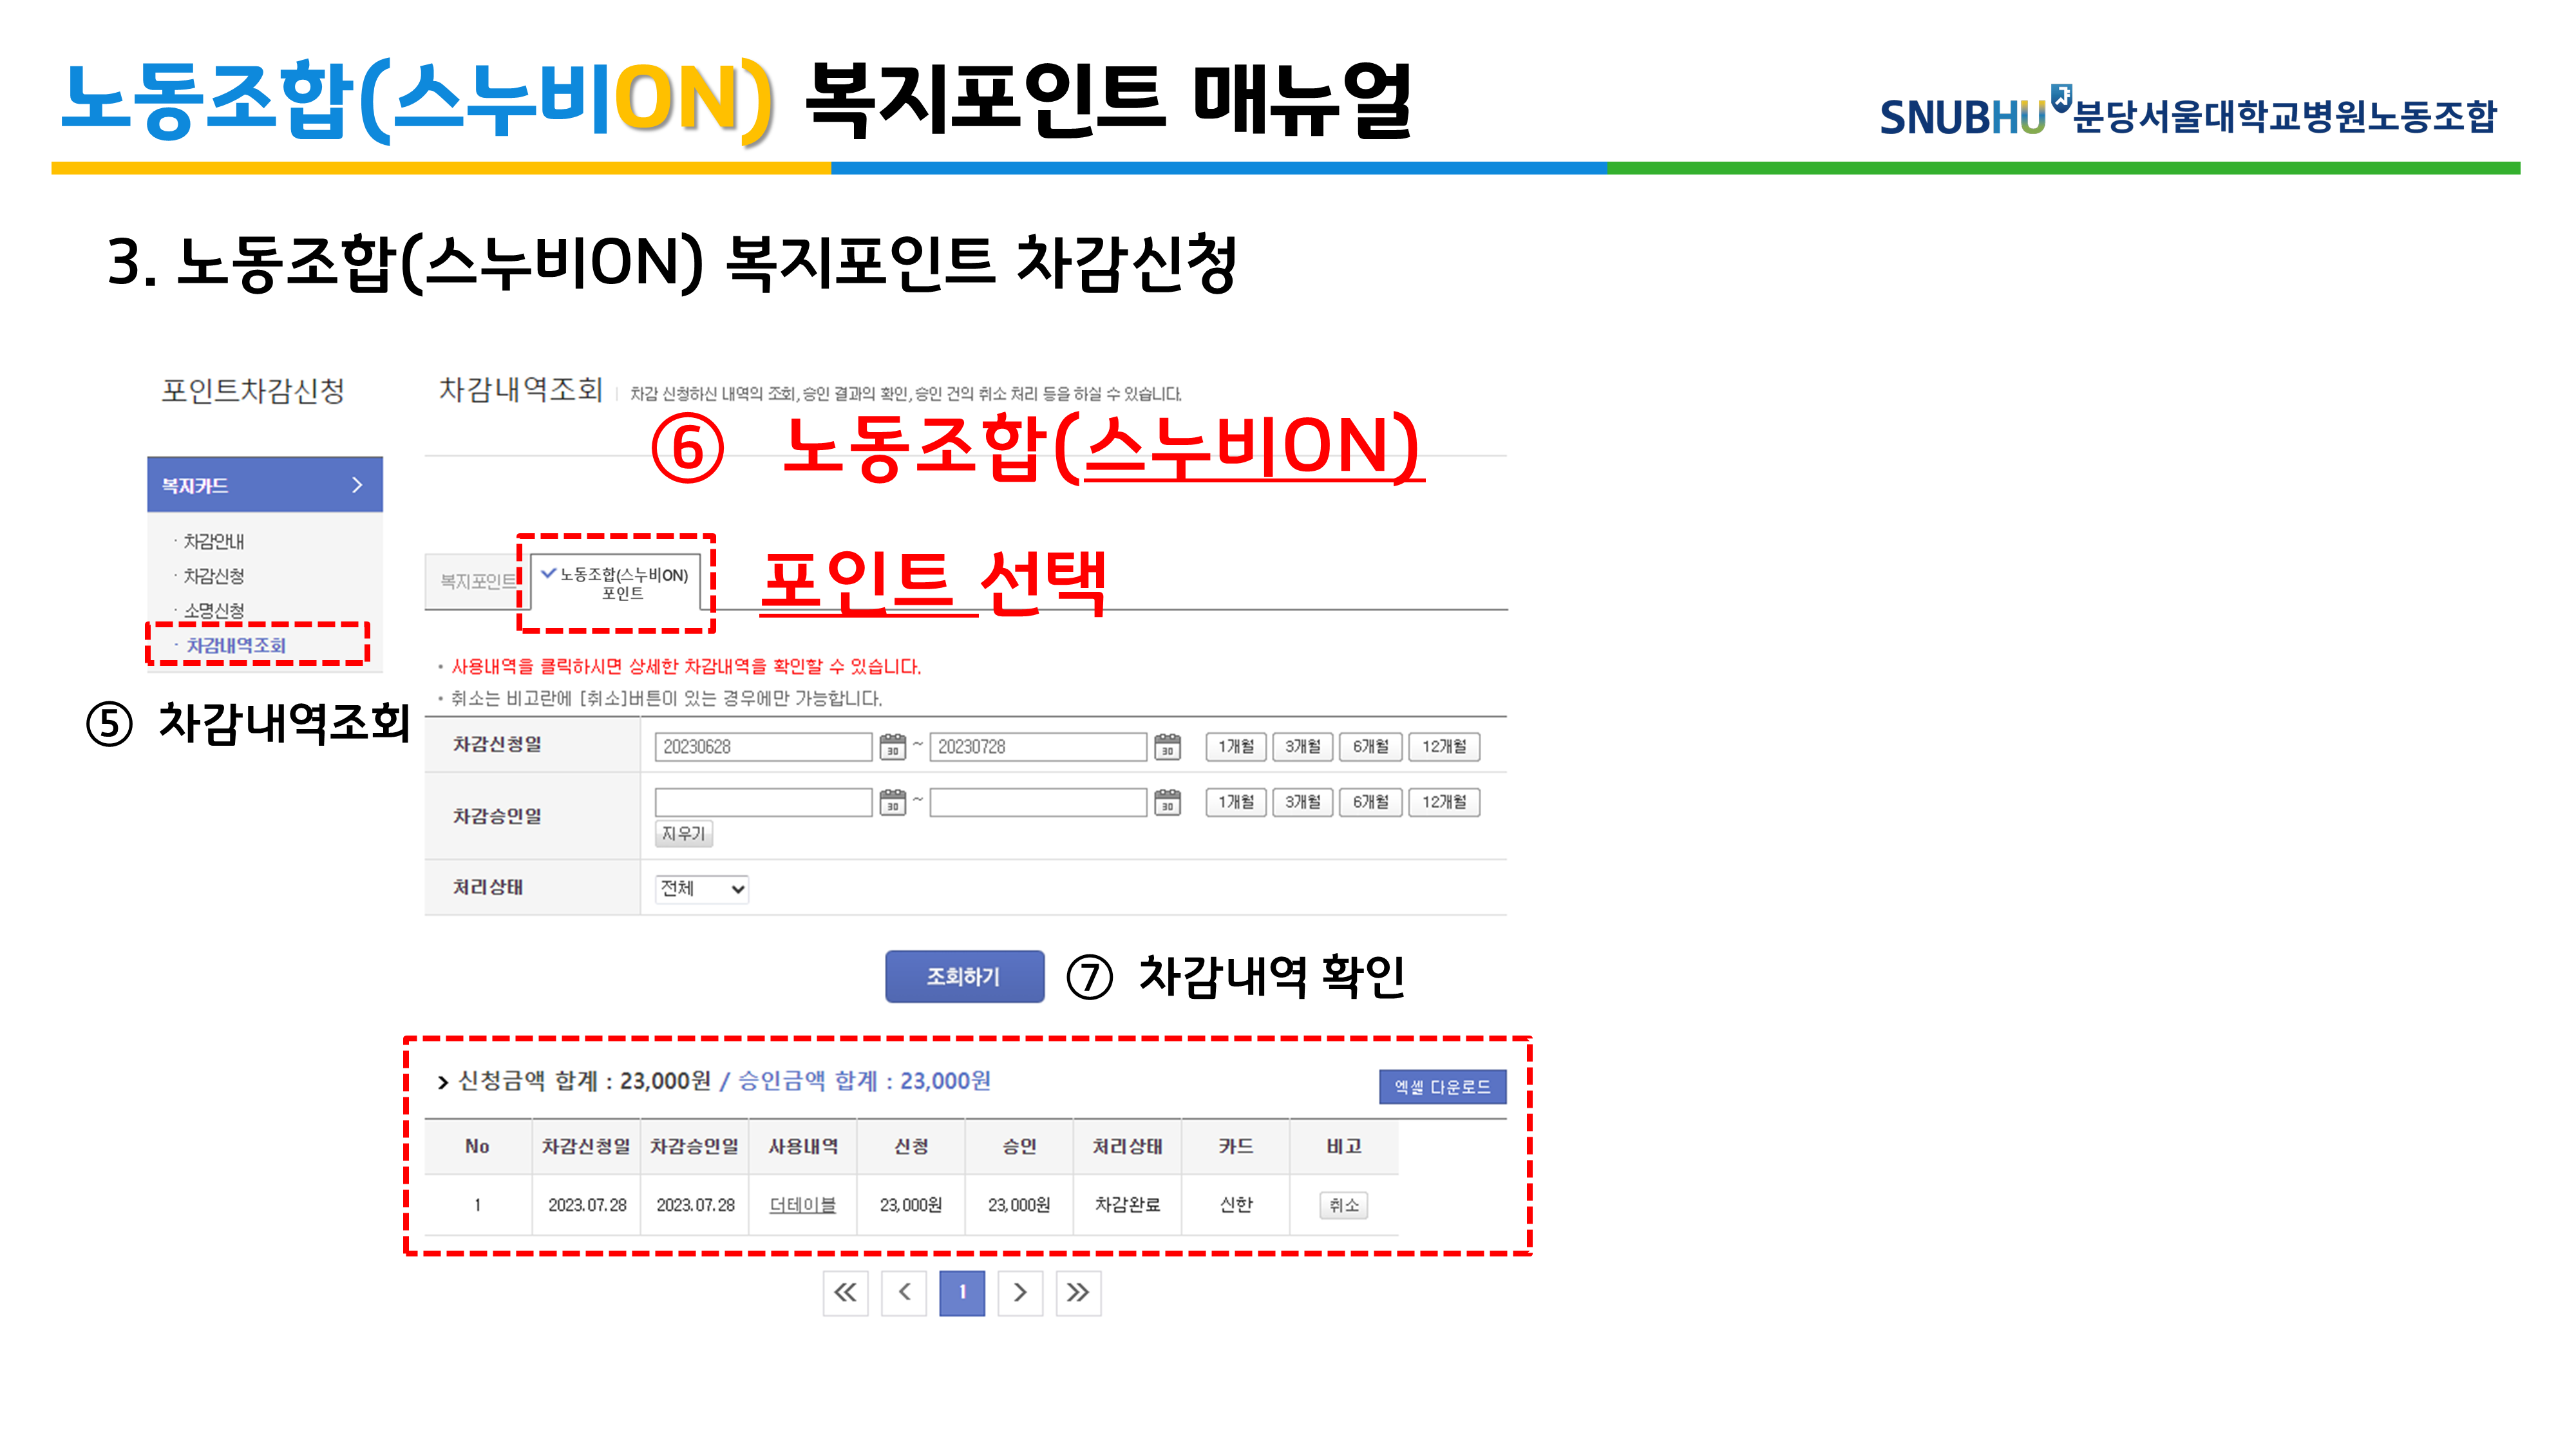 노동조합(스누비ON) 복지포인트 매뉴얼
SNUBHU 분당서울대학교병원노동조합
3. 노동조합(스누비ON) 복지포인트 차감신청
포인트차감신청
차감내역조회 | 차감 신청하신 내역의 조회, 승인 결과의 확인, 승인 건의 취소 처리 등을 하실 수 있습니다.
⑥ 노동조합(스누비ON)
포인트 선택
복지카드 >
· 차감안내
· 차감신청
· 소명신청
· 차감내역조회
⑤ 차감내역조회
복지포인트
노동조합(스누비ON)
포인트
• 사용내역을 클릭하시면 상세한 차감내역을 확인할 수 있습니다.
• 취소는 비고란에 [취소]버튼이 있는 경우에만 가능합니다.
차감신청일 20230628 30 ~ 20230728 30 1개월 3개월 6개월 12개월
차감승인일 30 ~ 30 1개월 3개월 6개월 12개월
지우기
처리상태 전체
조회하기 ⑦ 차감내역 확인
> 신청금액 합계 : 23,000원 / 승인금액 합계 : 23,000원 엑셀 다운로드
No 차감신청일 차감승인일 사용내역 신청 승인 처리상태 카드 비고
1 2023.07.28 2023.07.28 더테이블 23,000원 23,000원 차감완료 신한 취소
≪ < 1 > ≫